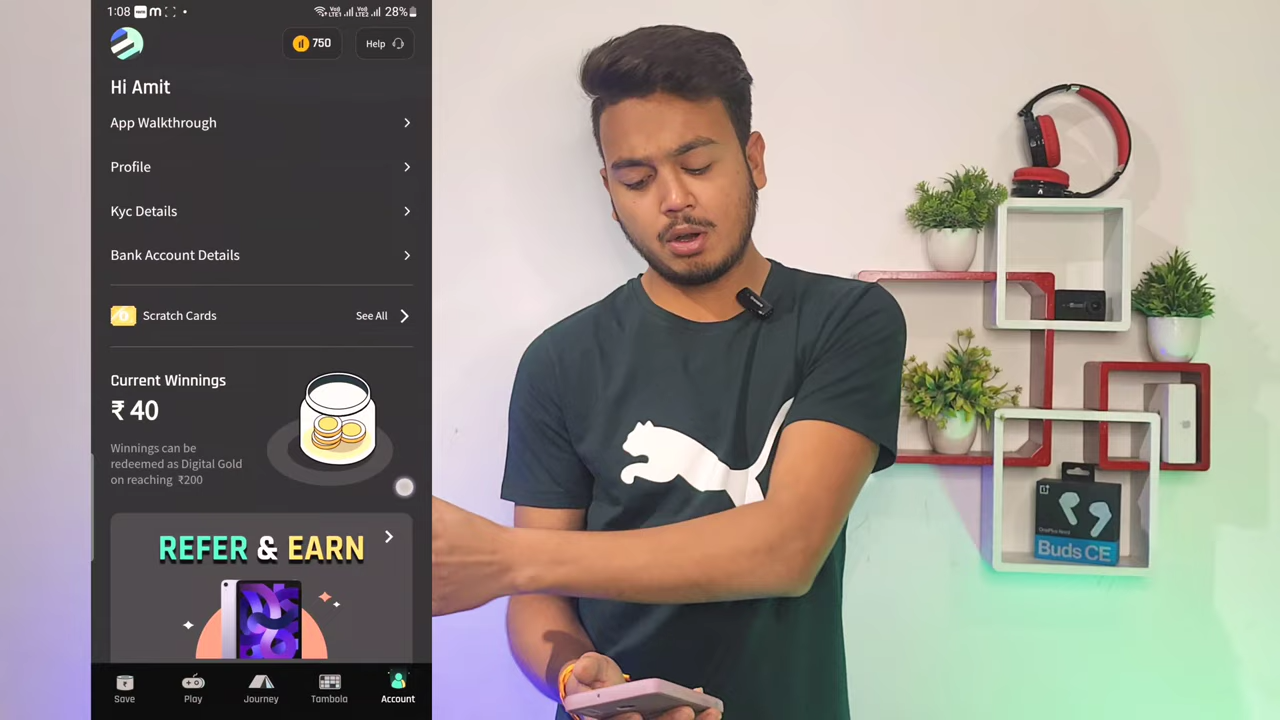 1:08
28%
750
Help
Hi Amit
App Walkthrough
Profile
Kyc Details
Bank Account Details
Scratch Cards
See All
Current Winnings
₹ 40
Winnings can be
redeemed as Digital Gold
on reaching ₹200
REFER & EARN
Save
Play
Journey
Tambola
Account
Buds CE